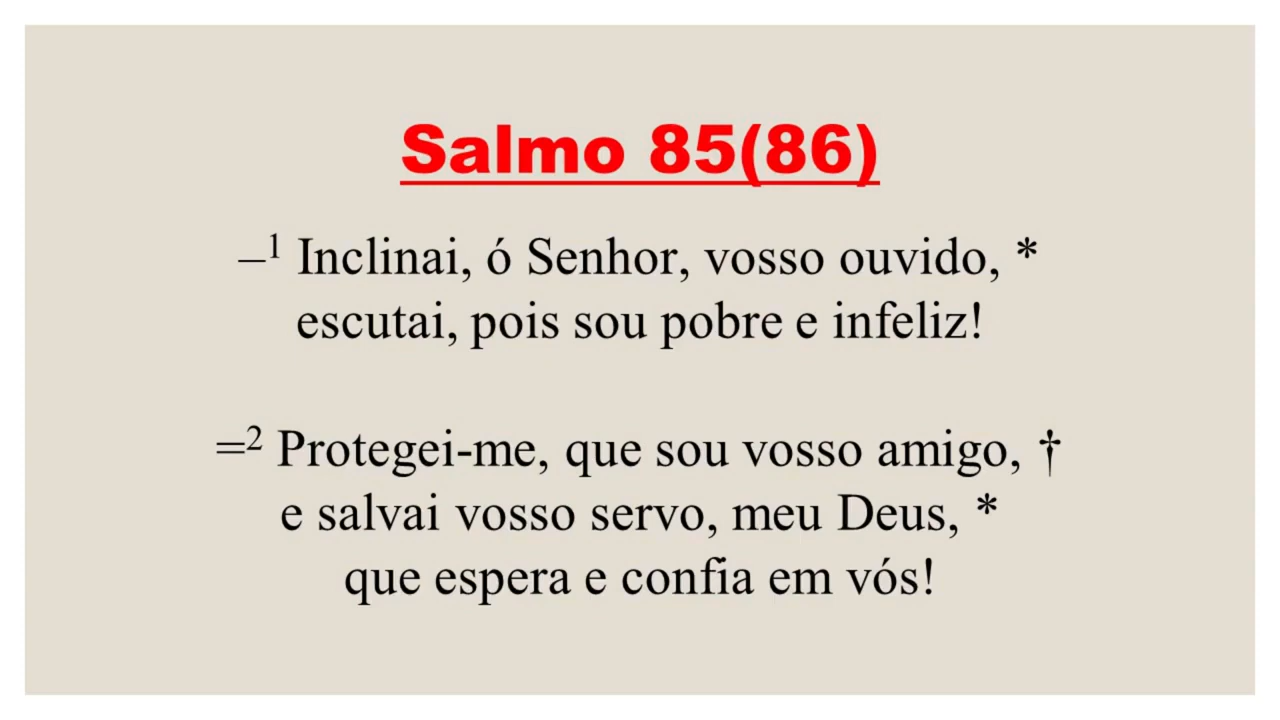 Salmo 85(86)
–¹ Inclinai, ó Senhor, vosso ouvido, *
escutai, pois sou pobre e infeliz!
=² Protegei-me, que sou vosso amigo, †
e salvai vosso servo, meu Deus, *
que espera e confia em vós!